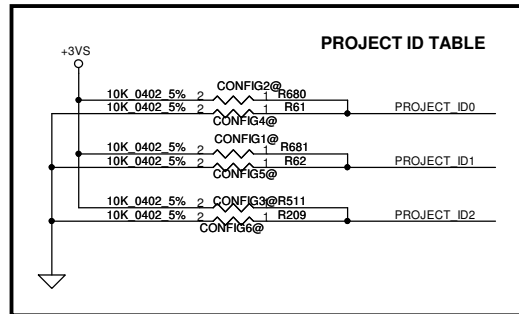 PROJECT ID TABLE
+3VS
CONFIG2@
10K_0402_5% 2 1 R680
10K_0402_5% 2 1 R61 PROJECT_ID0
CONFIG4@
CONFIG1@
10K_0402_5% 2 1 R681
10K_0402_5% 2 1 R62 PROJECT_ID1
CONFIG5@
10K_0402_5% 2 CONFIG3@ 1 R511
10K_0402_5% 2 1 R209 PROJECT_ID2
CONFIG6@